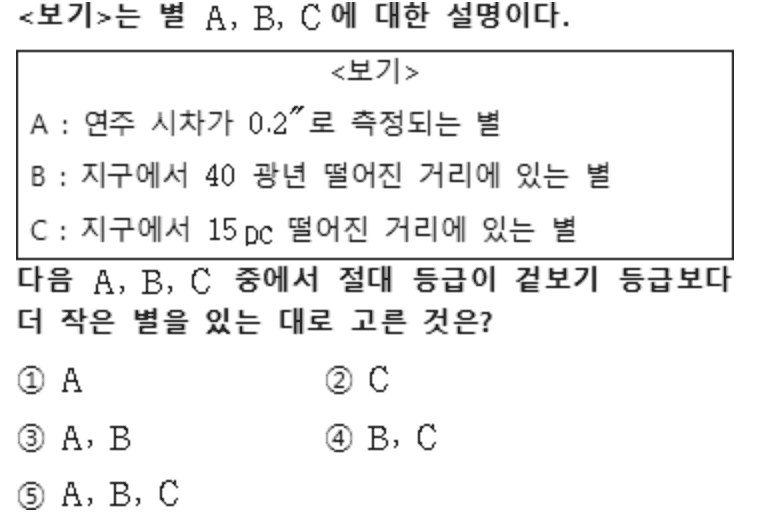 <보기>는 별 A, B, C에 대한 설명이다.
<보기>
A : 연주 시차가 0.2″로 측정되는 별
B : 지구에서 40 광년 떨어진 거리에 있는 별
C : 지구에서 15pc 떨어진 거리에 있는 별
다음 A, B, C 중에서 절대 등급이 겉보기 등급보다
더 작은 별을 있는 대로 고른 것은?
① A ② C
③ A, B ④ B, C
⑤ A, B, C